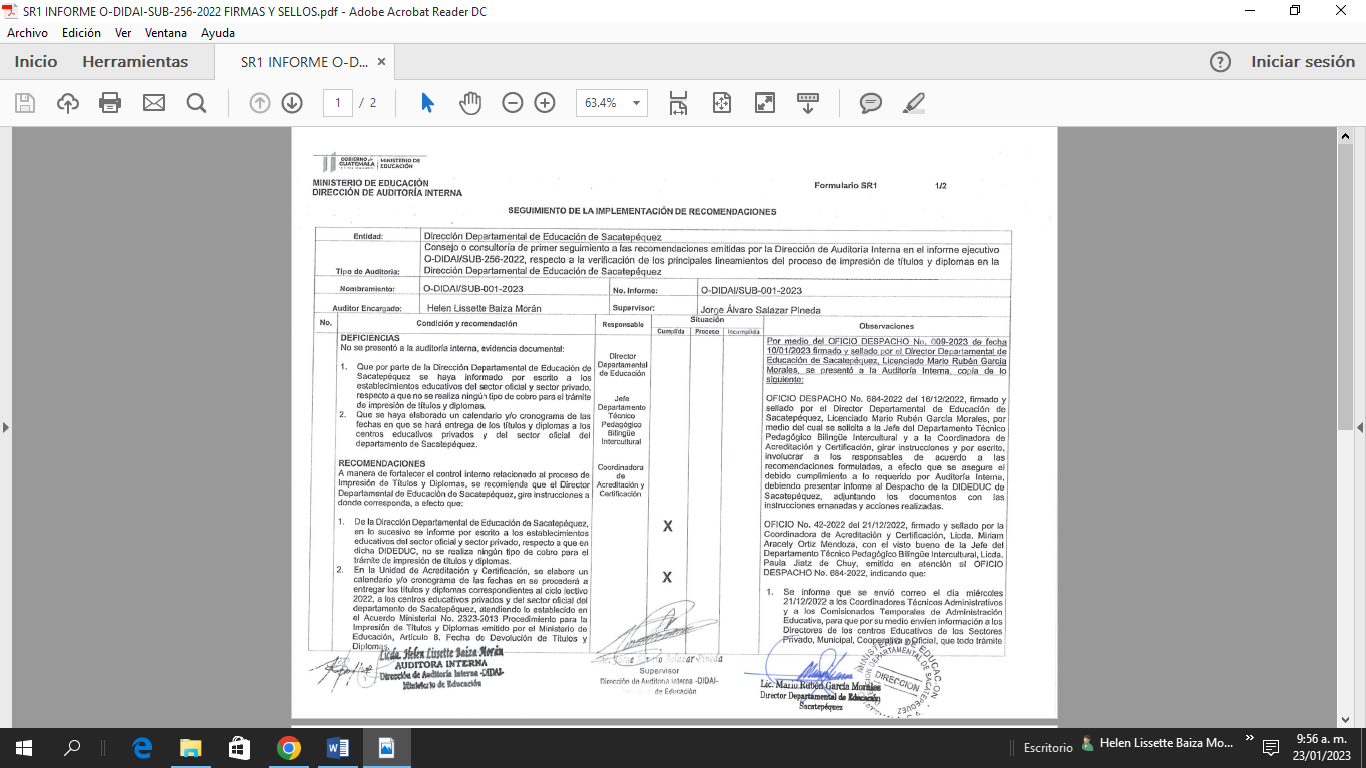 SR1 INFORME O-DIDAI-SUB-256-2022 FIRMAS Y SELLOS.pdf - Adobe Acrobat Reader DC
Archivo Edición Ver Ventana Ayuda
Inicio Herramientas SR1 INFORME O-D... × Iniciar sesión
1 / 2 63.4%
GOBIERNO de GUATEMALA MINISTERIO DE EDUCACIÓN
MINISTERIO DE EDUCACIÓN
DIRECCIÓN DE AUDITORÍA INTERNA
Formulario SR1 1/2
SEGUIMIENTO DE LA IMPLEMENTACIÓN DE RECOMENDACIONES
Entidad: Dirección Departamental de Educación de Sacatepéquez
Tipo de Auditoría: Consejo o consultoría de primer seguimiento a las recomendaciones emitidas por la Dirección de Auditoría Interna en el informe ejecutivo
O-DIDAI/SUB-256-2022, respecto a la verificación de los principales lineamientos del proceso de impresión de títulos y diplomas en la
Dirección Departamental de Educación de Sacatepéquez
Nombramiento: O-DIDAI/SUB-001-2023 No. Informe: O-DIDAI/SUB-001-2023
Auditor Encargado: Helen Lissette Baiza Morán Supervisor: Jorge Álvaro Salazar Pineda
No. Condición y recomendación Responsable Situación Observaciones
Cumplida Proceso Incumplida
DEFICIENCIAS
No se presentó a la auditoría interna, evidencia documental:
1. Que por parte de la Dirección Departamental de Educación de
Sacatepéquez se haya informado por escrito a los
establecimientos educativos del sector oficial y sector privado,
respecto a que no se realiza ningún tipo de cobro para el trámite
de impresión de títulos y diplomas.
2. Que se haya elaborado un calendario y/o cronograma de las
fechas en que se hará entrega de los títulos y diplomas a los
centros educativos privados y del sector oficial del
departamento de Sacatepéquez.
RECOMENDACIONES
A manera de fortalecer el control interno relacionado al proceso de
Impresión de Títulos y Diplomas, se recomienda que el Director
Departamental de Educación de Sacatepéquez, gire instrucciones a
donde corresponda, a efecto que:
1. De la Dirección Departamental de Educación de Sacatepéquez,
en lo sucesivo se informe por escrito a los establecimientos
educativos del sector oficial y sector privado, respecto a que en
dicha DIDEDUC, no se realiza ningún tipo de cobro para el
trámite de impresión de títulos y diplomas.
2. En la Unidad de Acreditación y Certificación, se elabore un
calendario y/o cronograma de las fechas en se procederá a
entregar los títulos y diplomas correspondientes al ciclo lectivo
2022, a los centros educativos privados y del sector oficial del
departamento de Sacatepéquez, atendiendo lo establecido en
el Acuerdo Ministerial No. 2323-2013 Procedimiento para la
Impresión de Títulos y Diplomas emitido por el Ministerio de
Educación, Artículo 8. Fecha de Devolución de Títulos y
Diplomas.
Director
Departamental
de Educación
Jefe
Departamento
Técnico
Pedagógico
Bilingüe
Intercultural
Coordinadora
de
Acreditación y
Certificación
X
X
Por medio del OFICIO DESPACHO No. 009-2023 de fecha
10/01/2023 firmado y sellado por el Director Departamental de
Educación de Sacatepéquez, Licenciado Mario Rubén García
Morales, se presentó a la Auditoría Interna, copia de lo
siguiente:
OFICIO DESPACHO No. 684-2022 del 16/12/2022, firmado y
sellado por el Director Departamental de Educación de
Sacatepéquez, Licenciado Mario Rubén García Morales, por
medio del cual se solicita a la Jefa del Departamento Técnico
Pedagógico Bilingüe Intercultural y a la Coordinadora de
Acreditación y Certificación, girar instrucciones y por escrito,
involucrar a los responsables de acuerdo a las
recomendaciones formuladas, a efecto que se asegure el
debido cumplimiento a lo requerido por Auditoría Interna,
debiendo presentar informe al Despacho de la DIDEDUC de
Sacatepéquez, adjuntando los documentos con las
instrucciones emanadas y acciones realizadas.
OFICIO No. 42-2022 del 21/12/2022, firmado y sellado por la
Coordinadora de Acreditación y Certificación, Licda. Miriam
Aracely Ortiz Mendoza, con el visto bueno de la Jefa del
Departamento Técnico Pedagógico Bilingüe Intercultural, Licda.
Paula Jiatz de Chuy, emitido en atención al OFICIO
DESPACHO No. 684-2022, indicando que:
1. Se informa que se envió correo el día miércoles
21/12/2022 a los Coordinadores Técnicos Administrativos
y a los Comisionados Temporales de Administración
Educativa, para que por su medio envíen información a los
Directores de los centros Educativos de los Sectores
Privado, Municipal, Cooperativa y Oficial, que todo trámite
Licda. Helen Lissette Baiza Morán
AUDITORA INTERNA
Dirección de Auditoría Interna -DIDAI-
Ministerio de Educación
Salazar Pineda
Supervisor
Dirección de Auditoría Interna -DIDAI-
de Educación
Lic. Mario Rubén García Morales
Director Departamental de Educación
Sacatepéquez
MINISTERIO DE EDUCACION
DEPARTAMENTAL DE SACATEPEQUEZ
DIRECCION
Escritorio Helen Lissette Baiza Mo... 9:56 a. m.
23/01/2023